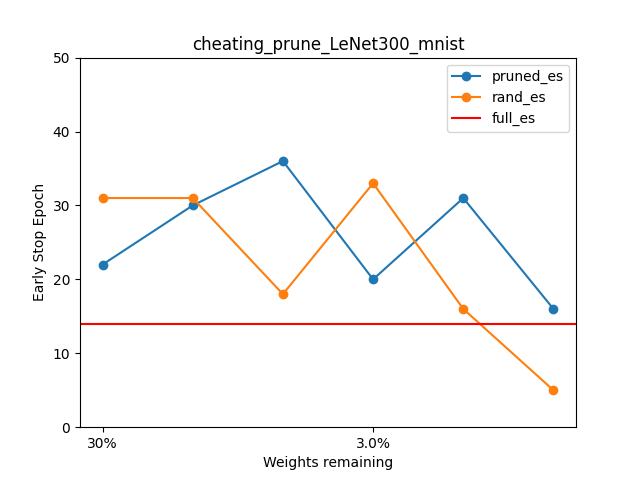 cheating_prune_LeNet300_mnist
pruned_es
rand_es
full_es
Early Stop Epoch
50
40
30
20
10
0
30%
3.0%
Weights remaining